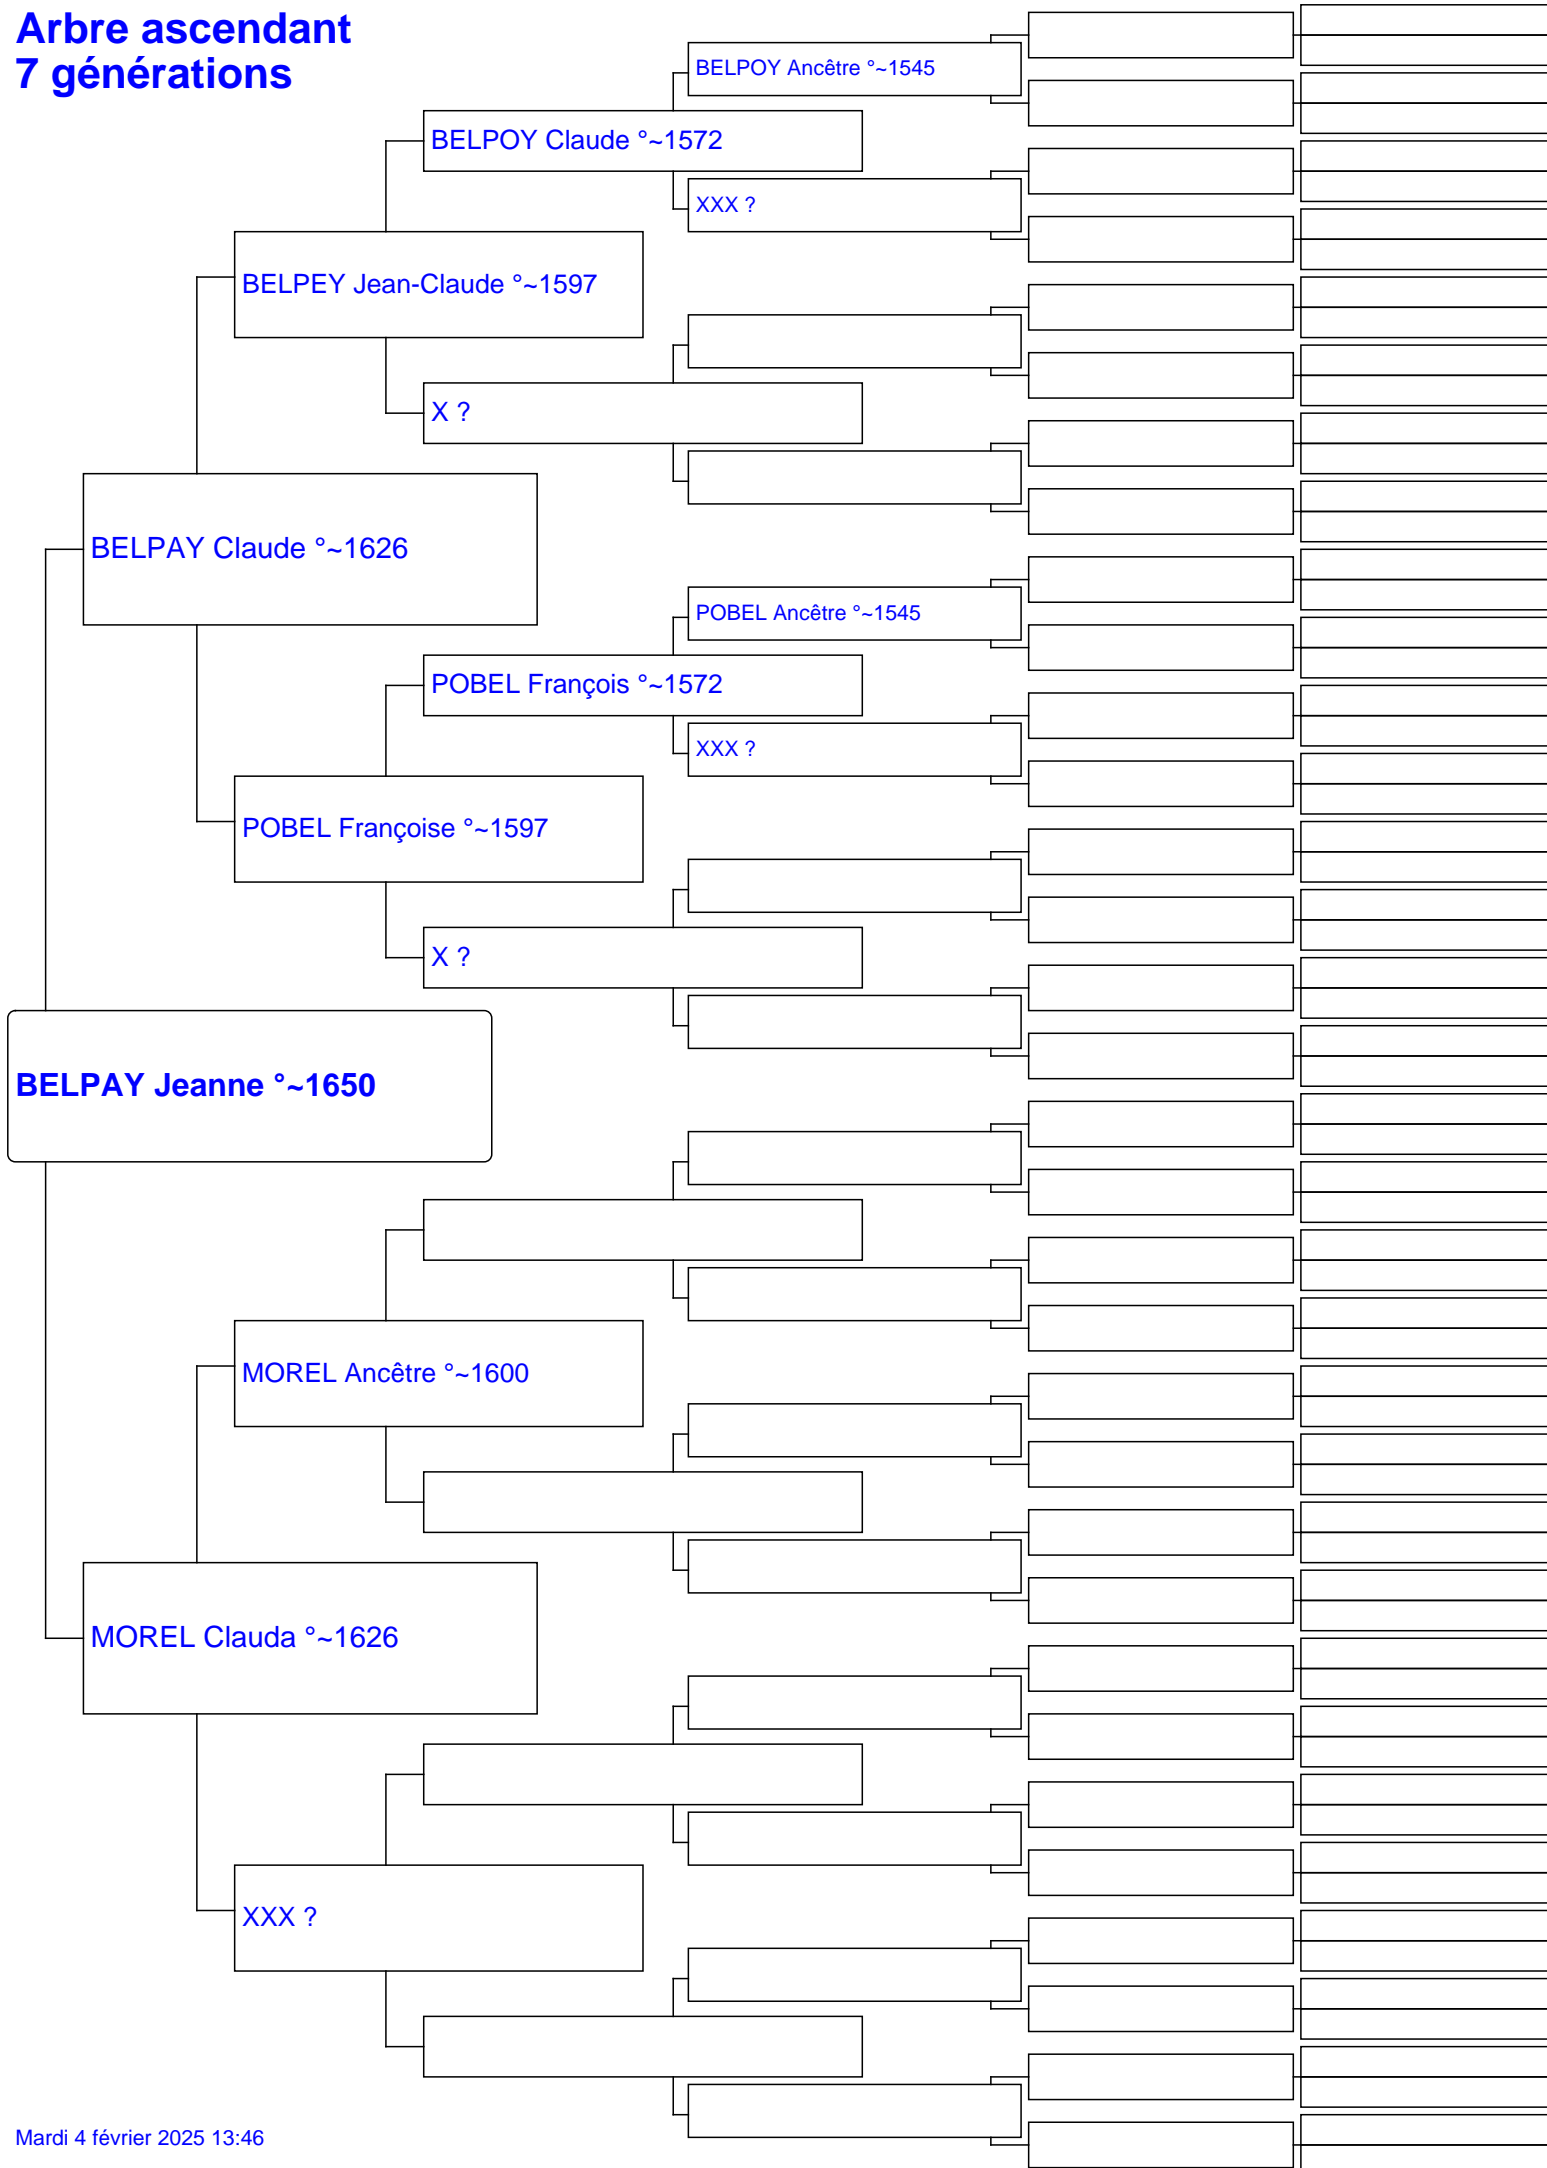 Arbre ascendant
7 générations
BELPOY Ancêtre °~1545
BELPOY Claude °~1572
XXX ?
BELPEY Jean-Claude °~1597
X ?
BELPAY Claude °~1626
POBEL Ancêtre °~1545
POBEL François °~1572
XXX ?
POBEL Françoise °~1597
X ?
BELPAY Jeanne °~1650
MOREL Ancêtre °~1600
MOREL Clauda °~1626
XXX ?
Mardi 4 février 2025 13:46